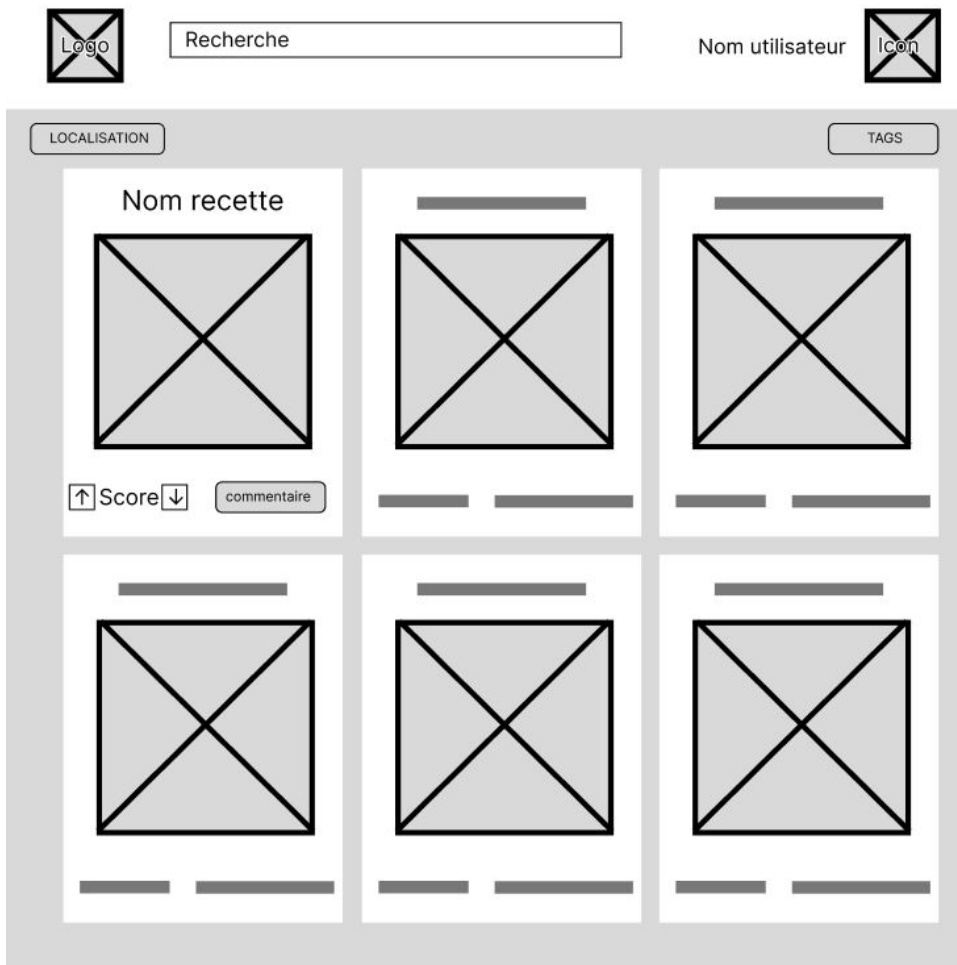 Logo
Recherche
Nom utilisateur
Icon
LOCALISATION
TAGS
Nom recette
↑ Score ↓
commentaire